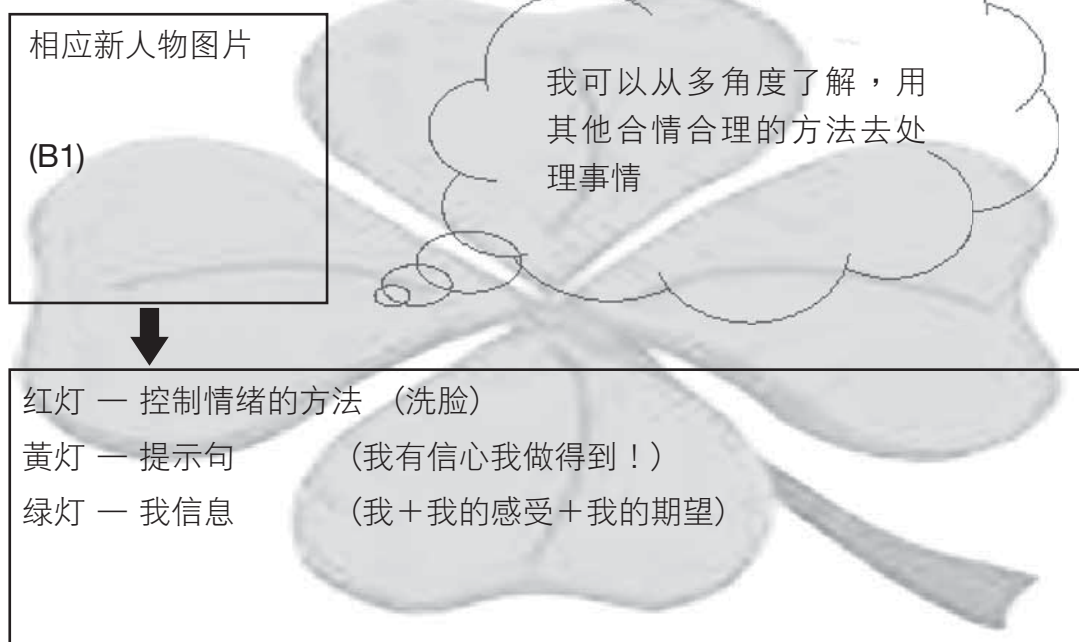 相应新人物图片
(B1)
我可以从多角度了解，用
其他合情合理的方法去处
理事情
红灯 — 控制情绪的方法 （洗脸）
黃灯 — 提示句 （我有信心我做得到！）
绿灯 — 我信息 （我＋我的感受＋我的期望）